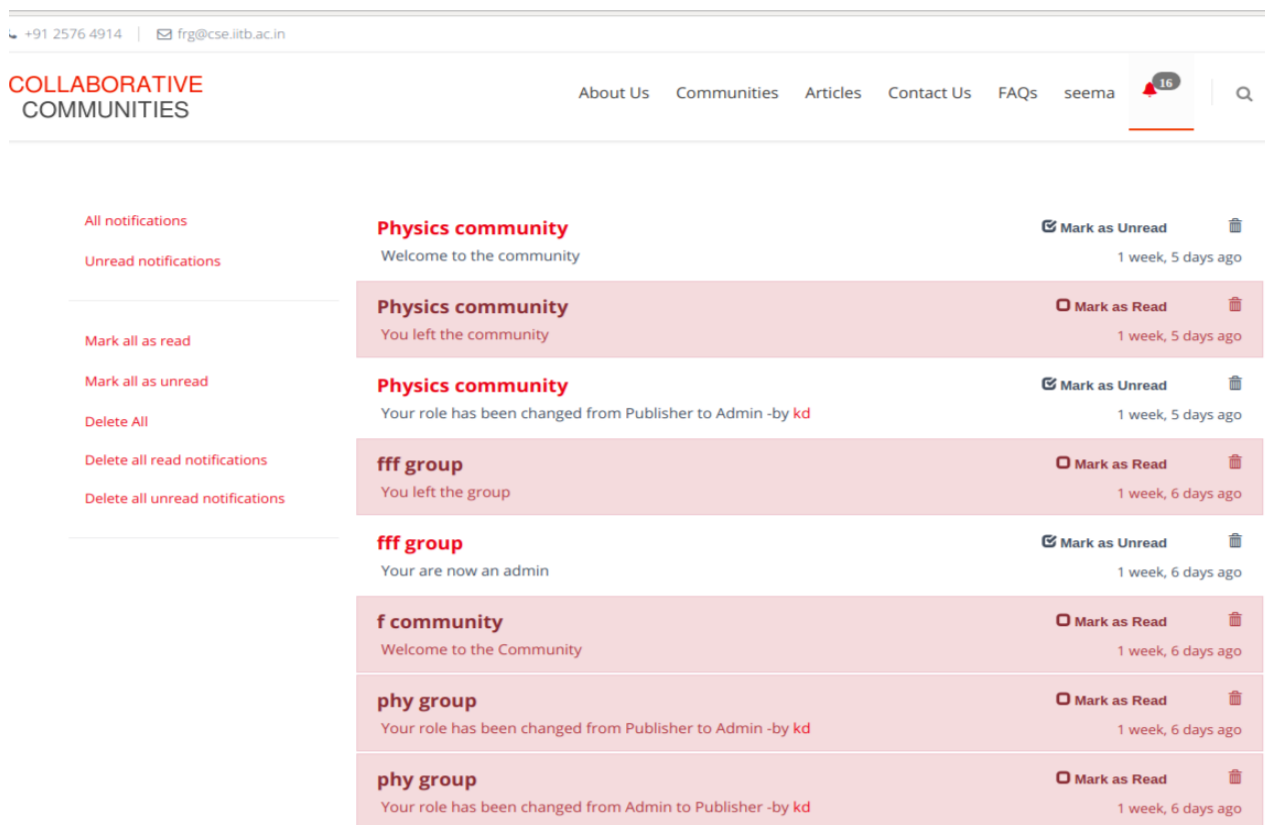 +91 2576 4914 frg@cse.iitb.ac.in
COLLABORATIVE
COMMUNITIES
About Us Communities Articles Contact Us FAQs seema 16
All notifications
Unread notifications
Mark all as read
Mark all as unread
Delete All
Delete all read notifications
Delete all unread notifications
Physics community Mark as Unread
Welcome to the community 1 week, 5 days ago
Physics community Mark as Read
You left the community 1 week, 5 days ago
Physics community Mark as Unread
Your role has been changed from Publisher to Admin -by kd 1 week, 5 days ago
fff group Mark as Read
You left the group 1 week, 6 days ago
fff group Mark as Unread
Your are now an admin 1 week, 6 days ago
f community Mark as Read
Welcome to the Community 1 week, 6 days ago
phy group Mark as Read
Your role has been changed from Publisher to Admin -by kd 1 week, 6 days ago
phy group Mark as Read
Your role has been changed from Admin to Publisher -by kd 1 week, 6 days ago